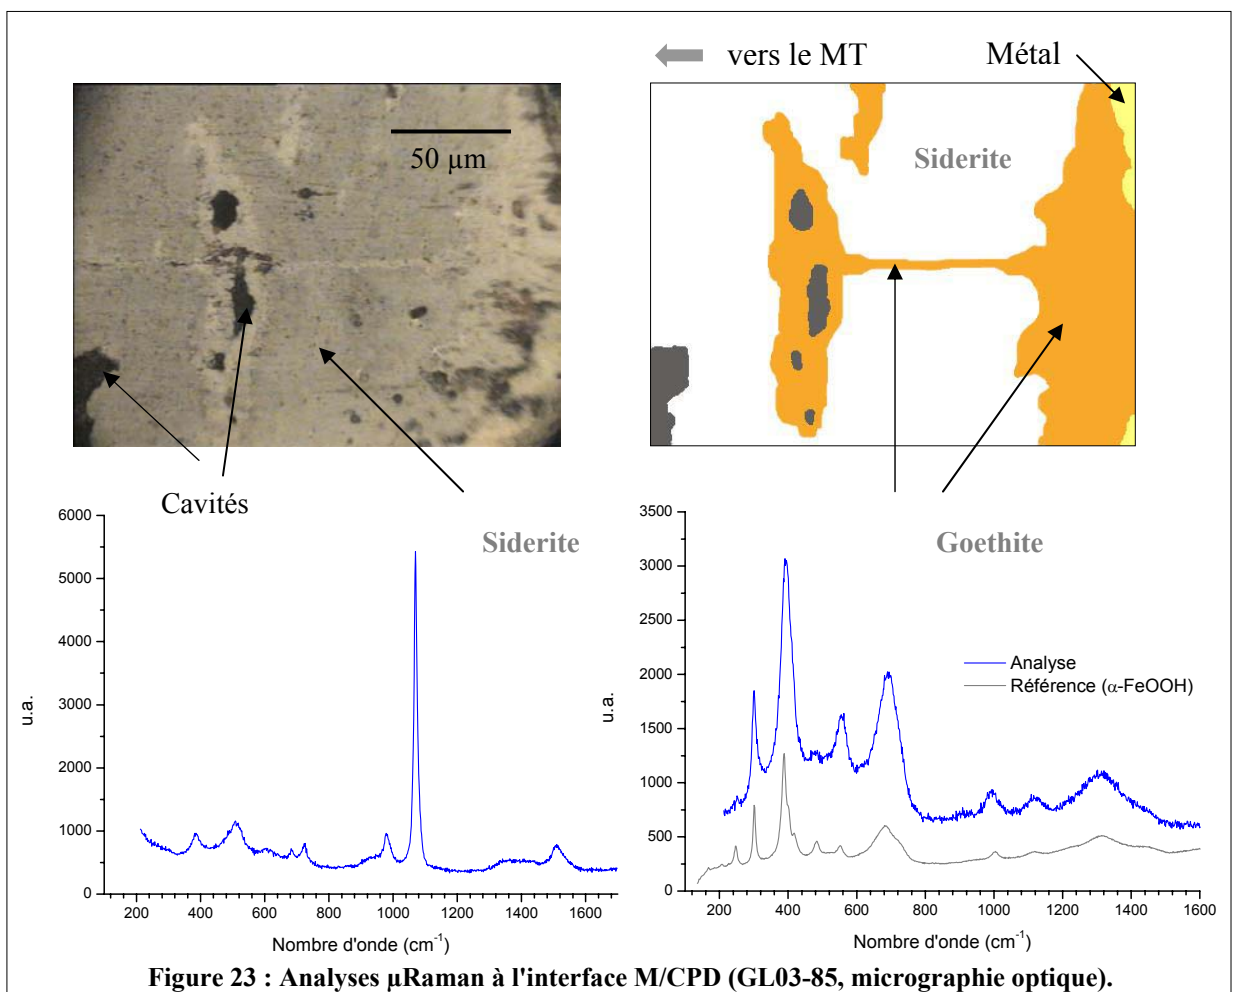 vers le MT
Métal
50 µm
Siderite
Cavités
Siderite
6000
5000
4000
3000
2000
1000
0
u.a.
200 400 600 800 1000 1200 1400 1600
Nombre d'onde (cm⁻¹)
Goethite
3500
3000
2500
2000
1500
1000
500
0
u.a.
Analyse
Référence (α-FeOOH)
200 400 600 800 1000 1200 1400 1600
Nombre d'onde (cm⁻¹)
Figure 23 : Analyses µRaman à l'interface M/CPD (GL03-85, micrographie optique).